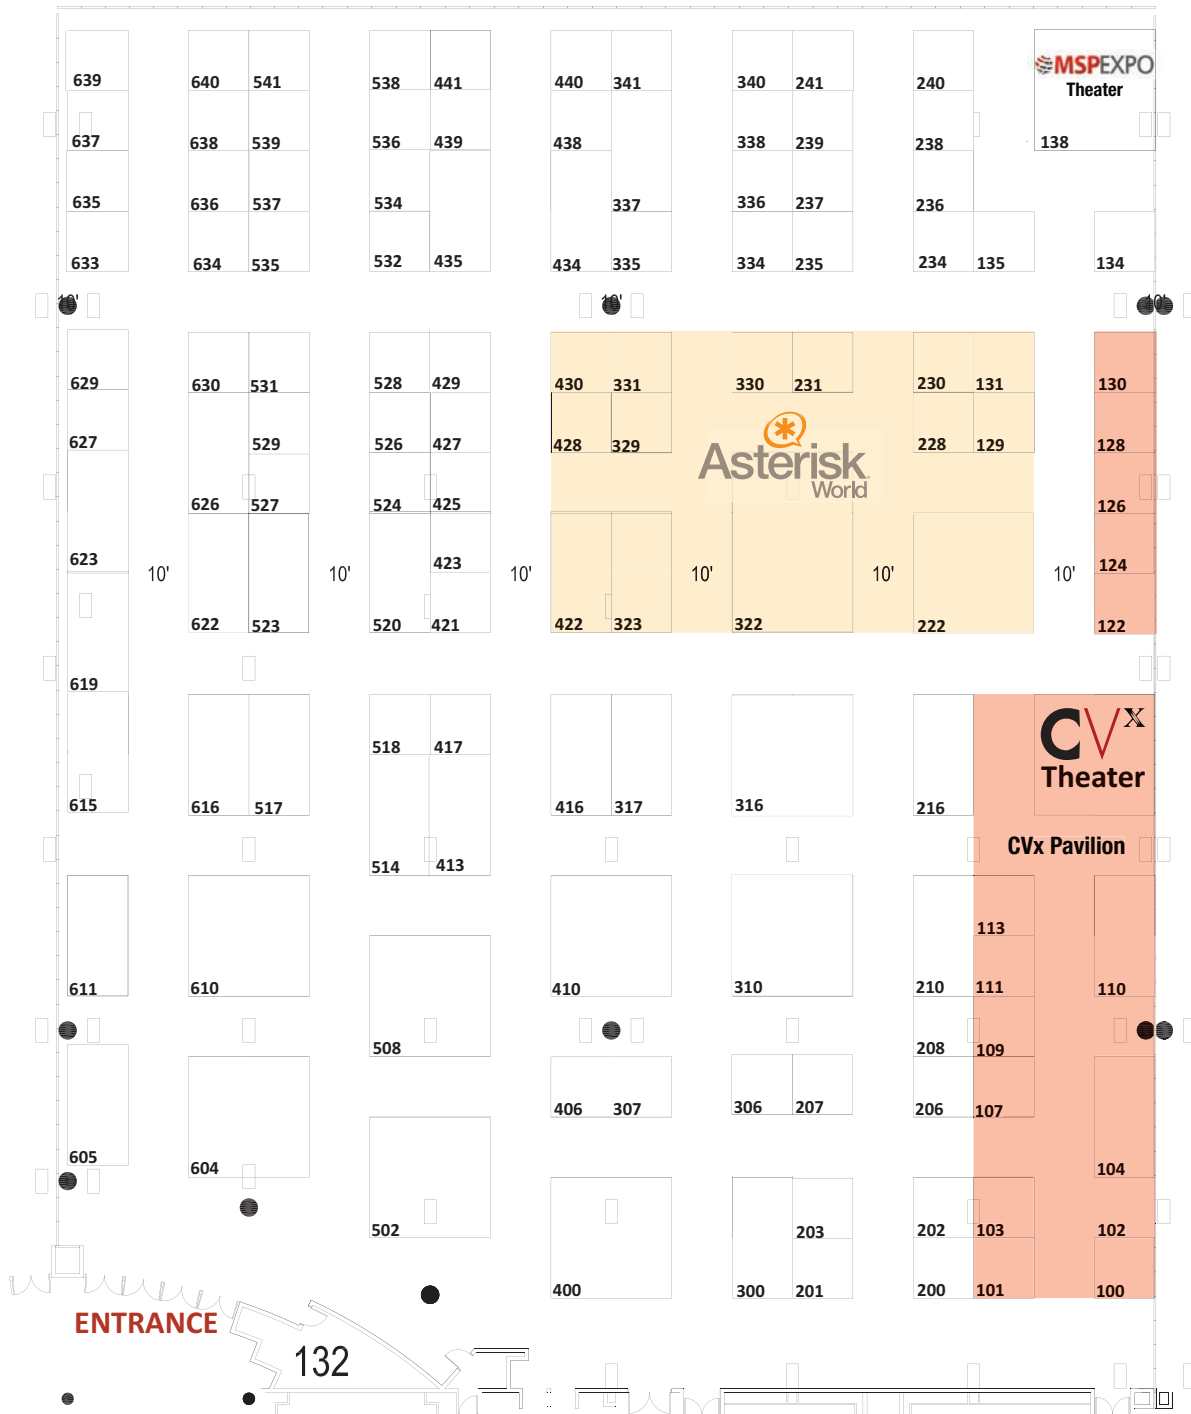 639 640 541 538 441 440 341 340 241 240 MSPEXPO
Theater
637 638 539 536 439 438 338 239 238 138
635 636 537 534 337 336 237 236
633 634 535 532 435 434 335 334 235 234 135 134
10' 10' 10'
629 630 531 528 429 430 331 330 231 230 131 130
627 529 526 427 428 329 228 129 128
Asterisk
World
626 527 524 425 126
623 423 124
10' 10' 10' 10' 10' 10'
622 523 520 421 422 323 322 222 122
619
CVx
518 417
Theater
615 616 517 416 317 316 216
CVx Pavilion
514 413
113
611 610 410 310 210 111 110
508 208 109
406 307 306 207 206 107
605 604 104
502 203 202 103 102
400 300 201 200 101 100
ENTRANCE
132